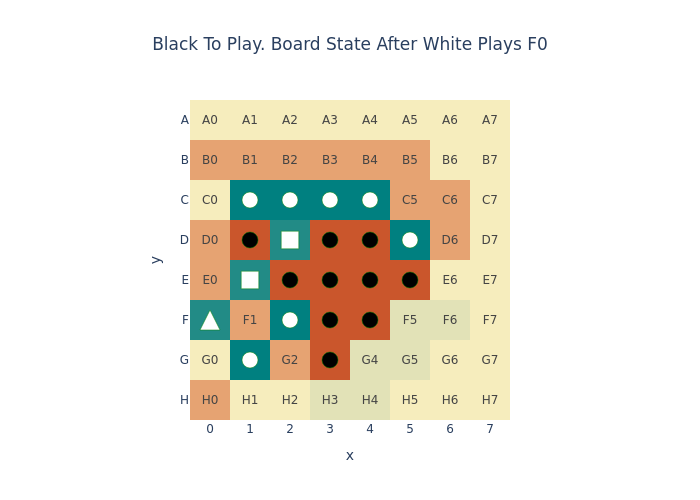 Black To Play. Board State After White Plays F0
A A0 A1 A2 A3 A4 A5 A6 A7
B B0 B1 B2 B3 B4 B5 B6 B7
C C0 C5 C6 C7
y
D D0 D6 D7
E E0 E6 E7
F F1 F5 F6 F7
G G0 G2 G4 G5 G6 G7
H H0 H1 H2 H3 H4 H5 H6 H7
0 1 2 3 4 5 6 7
x